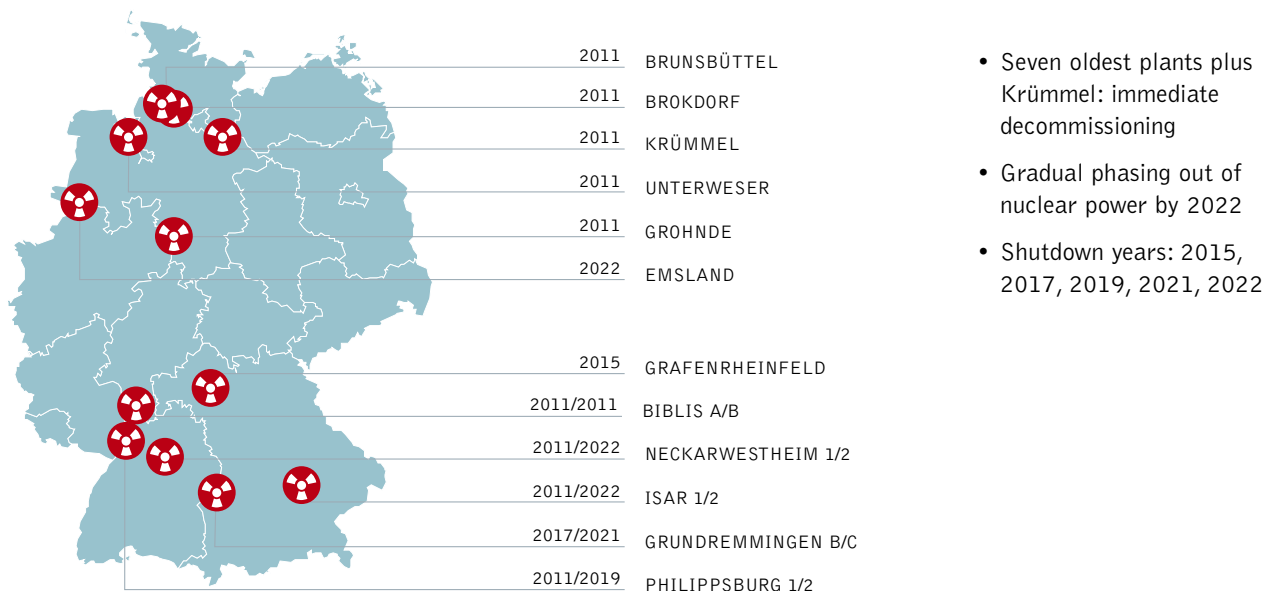 2011 BRUNSBÜTTEL
2011 BROKDORF
2011 KRÜMMEL
2011 UNTERWESER
2011 GROHNDE
2022 EMSLAND
2015 GRAFENRHEINFELD
2011/2011 BIBLIS A/B
2011/2022 NECKARWESTHEIM 1/2
2011/2022 ISAR 1/2
2017/2021 GRUNDREMMINGEN B/C
2011/2019 PHILIPPSBURG 1/2
• Seven oldest plants plus
Krümmel: immediate
decommissioning
• Gradual phasing out of
nuclear power by 2022
• Shutdown years: 2015,
2017, 2019, 2021, 2022